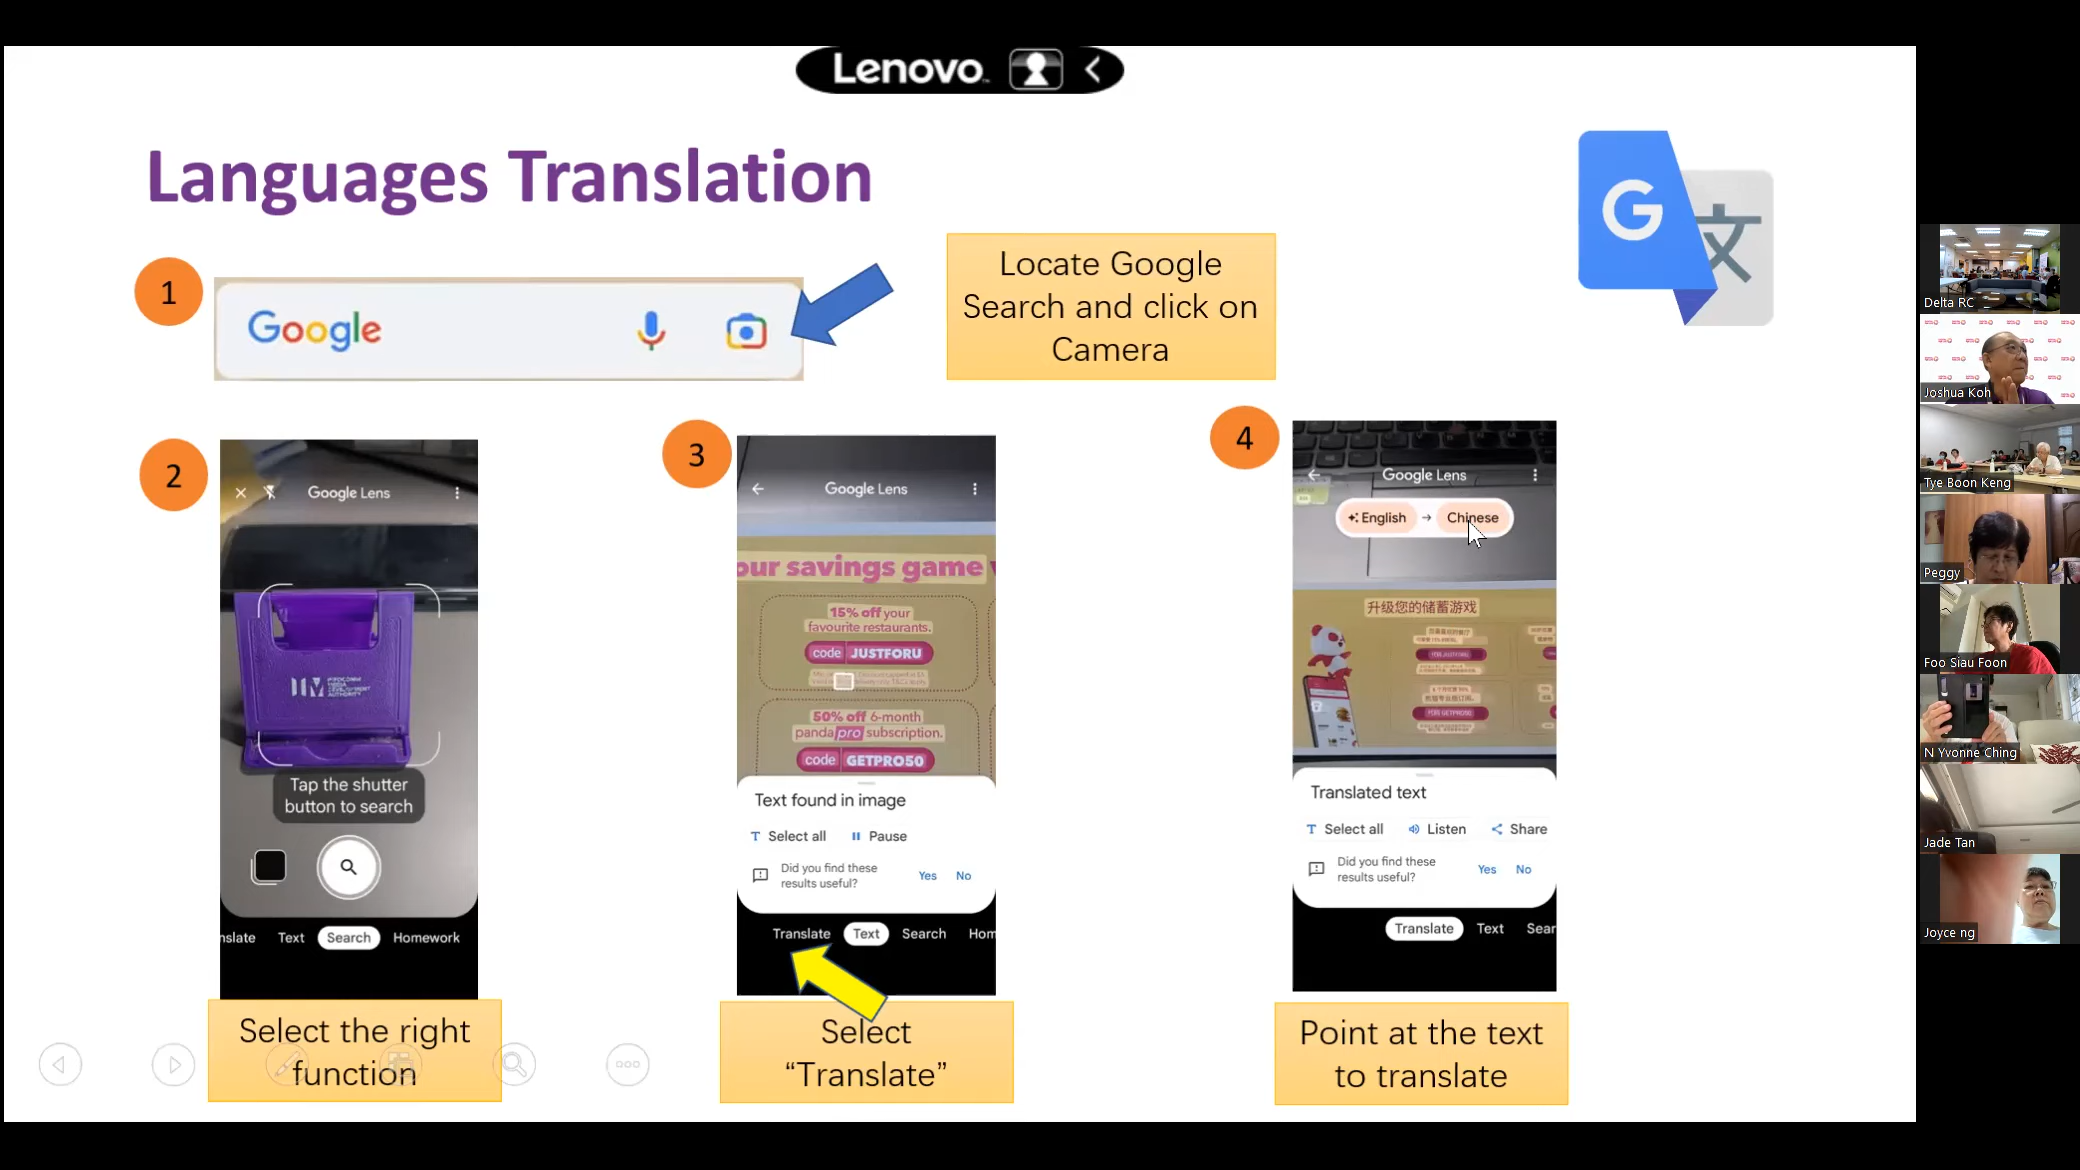 Lenovo
Languages Translation
G
文
1
Google
Locate Google
Search and click on
Camera
2
Google Lens
INFOCOMM
MEDIA
DEVELOPMENT
AUTHORITY
Tap the shutter
button to search
nslate Text Search Homework
Select the right
function
3
Google Lens
our savings game
15% off your
favourite restaurants.
code JUSTFORU
50% off 6-month
panda pro subscription.
code GETPRO50
Text found in image
Select all Pause
Did you find these
results useful? Yes No
Translate Text Search Hom
Select
“Translate”
4
Google Lens
English → Chinese
升级您的储蓄游戏
Translated text
Select all Listen Share
Did you find these
results useful? Yes No
Translate Text Sear
Point at the text
to translate
Delta RC
Joshua Koh
Tye Boon Keng
Peggy
Foo Siau Foon
N Yvonne Ching
Jade Tan
Joyce ng